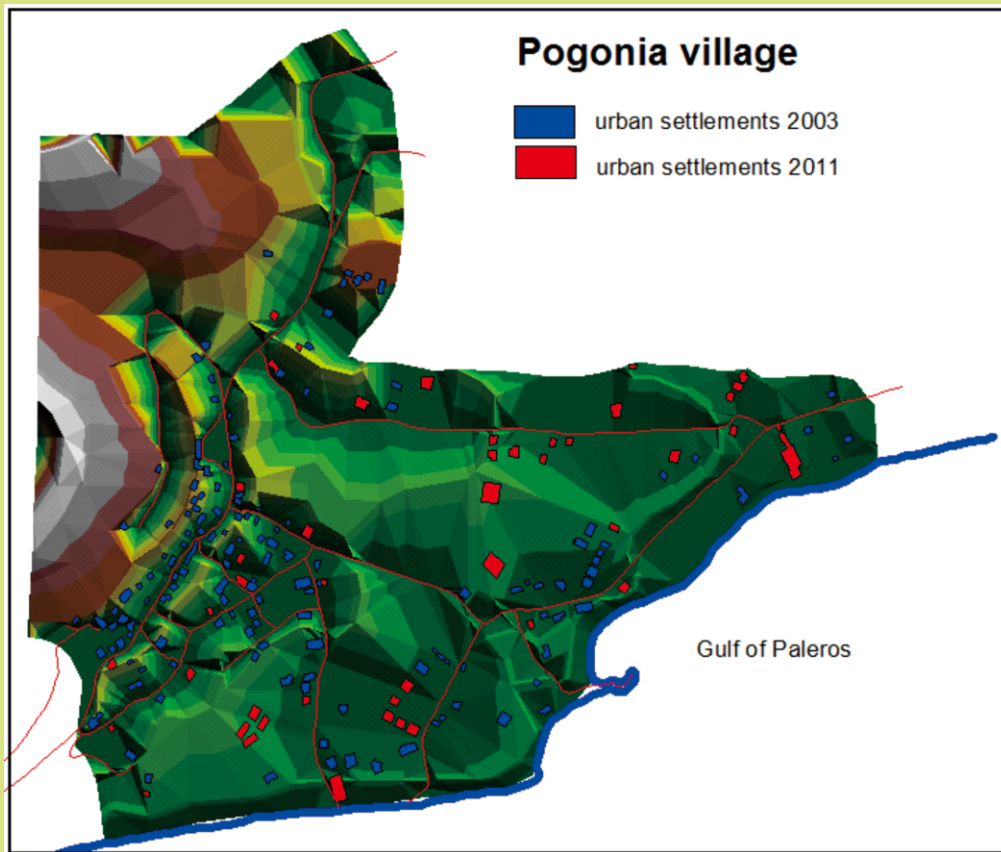 Pogonia village
urban settlements 2003
urban settlements 2011
Gulf of Paleros